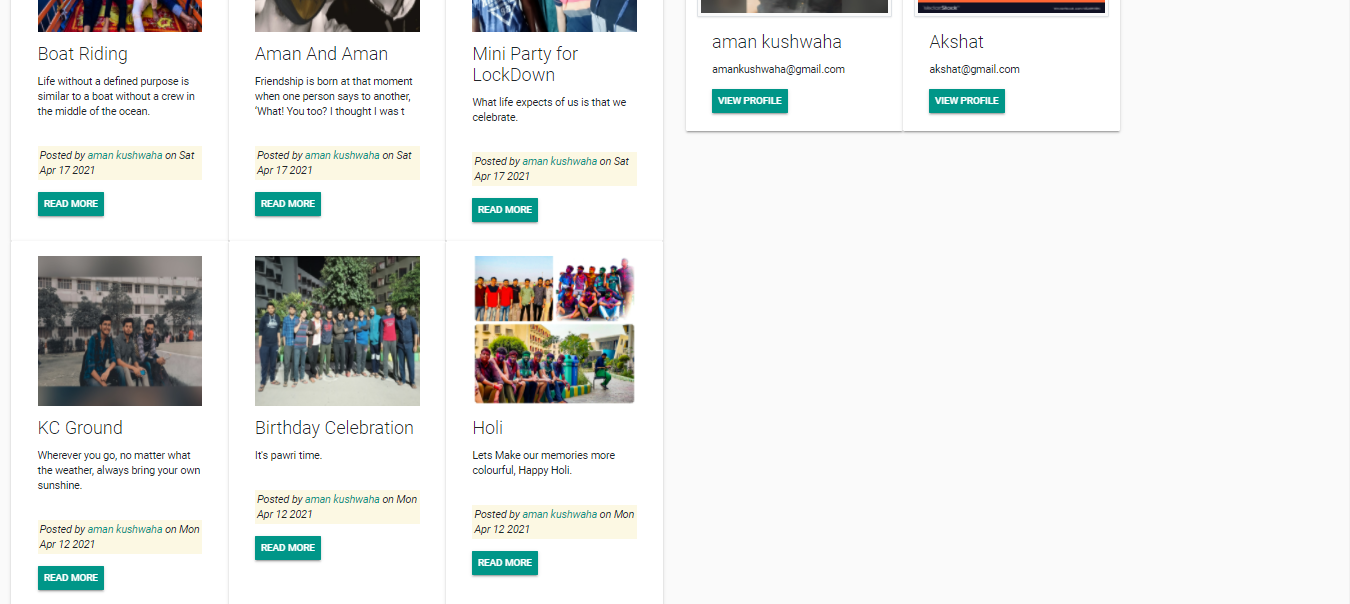 Boat Riding
Life without a defined purpose is
similar to a boat without a crew in
the middle of the ocean.
Posted by aman kushwaha on Sat
Apr 17 2021
READ MORE
Aman And Aman
Friendship is born at that moment
when one person says to another,
‘What! You too? I thought I was t
Posted by aman kushwaha on Sat
Apr 17 2021
READ MORE
Mini Party for
LockDown
What life expects of us is that we
celebrate.
Posted by aman kushwaha on Sat
Apr 17 2021
READ MORE
KC Ground
Wherever you go, no matter what
the weather, always bring your own
sunshine.
Posted by aman kushwaha on Mon
Apr 12 2021
READ MORE
Birthday Celebration
It's pawri time.
Posted by aman kushwaha on Mon
Apr 12 2021
READ MORE
Holi
Lets Make our memories more
colourful, Happy Holi.
Posted by aman kushwaha on Mon
Apr 12 2021
READ MORE
aman kushwaha
amankushwaha@gmail.com
VIEW PROFILE
VectorStock
Akshat
akshat@gmail.com
VIEW PROFILE